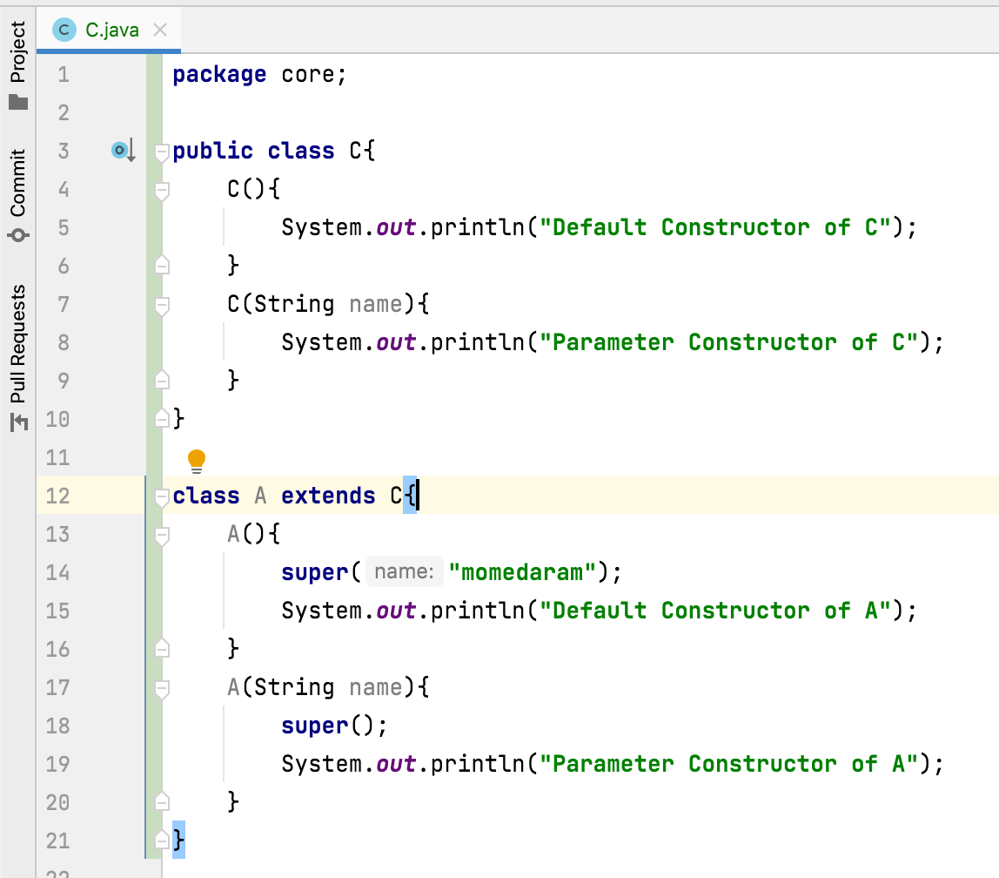 C C.java
Project
Commit
Pull Requests
1 package core;
2
3 public class C{
4     C(){
5         System.out.println("Default Constructor of C");
6     }
7     C(String name){
8         System.out.println("Parameter Constructor of C");
9     }
10 }
11
12 class A extends C{
13     A(){
14         super( name: "momedaram");
15         System.out.println("Default Constructor of A");
16     }
17     A(String name){
18         super();
19         System.out.println("Parameter Constructor of A");
20     }
21 }
22